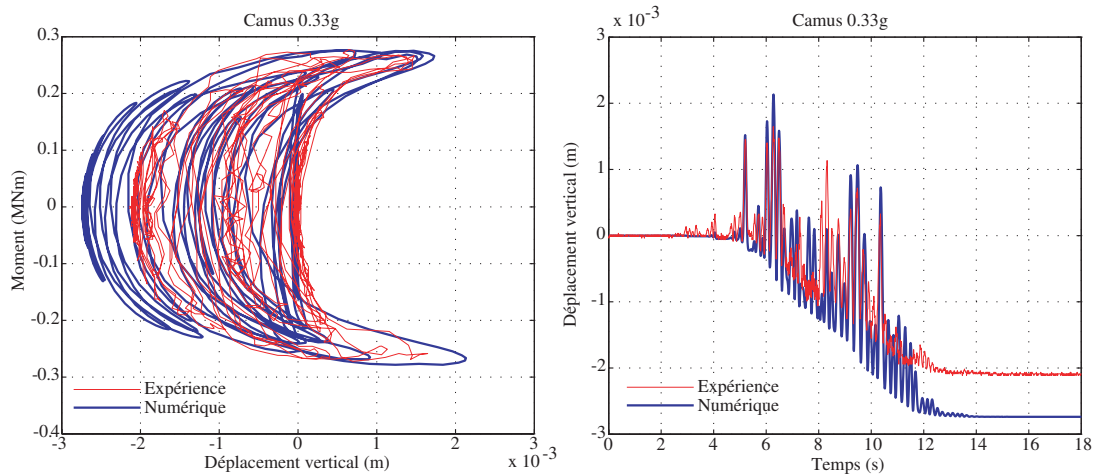 Camus 0.33g
0.3
0.2
0.1
0
-0.1
-0.2
-0.3
-0.4
Moment (MNm)
Expérience
Numérique
-3
-2
-1
0
1
2
3
x 10-3
Déplacement vertical (m)
x 10-3
Camus 0.33g
3
2
1
0
-1
-2
-3
Déplacement vertical (m)
Expérience
Numérique
0
2
4
6
8
10
12
14
16
18
Temps (s)